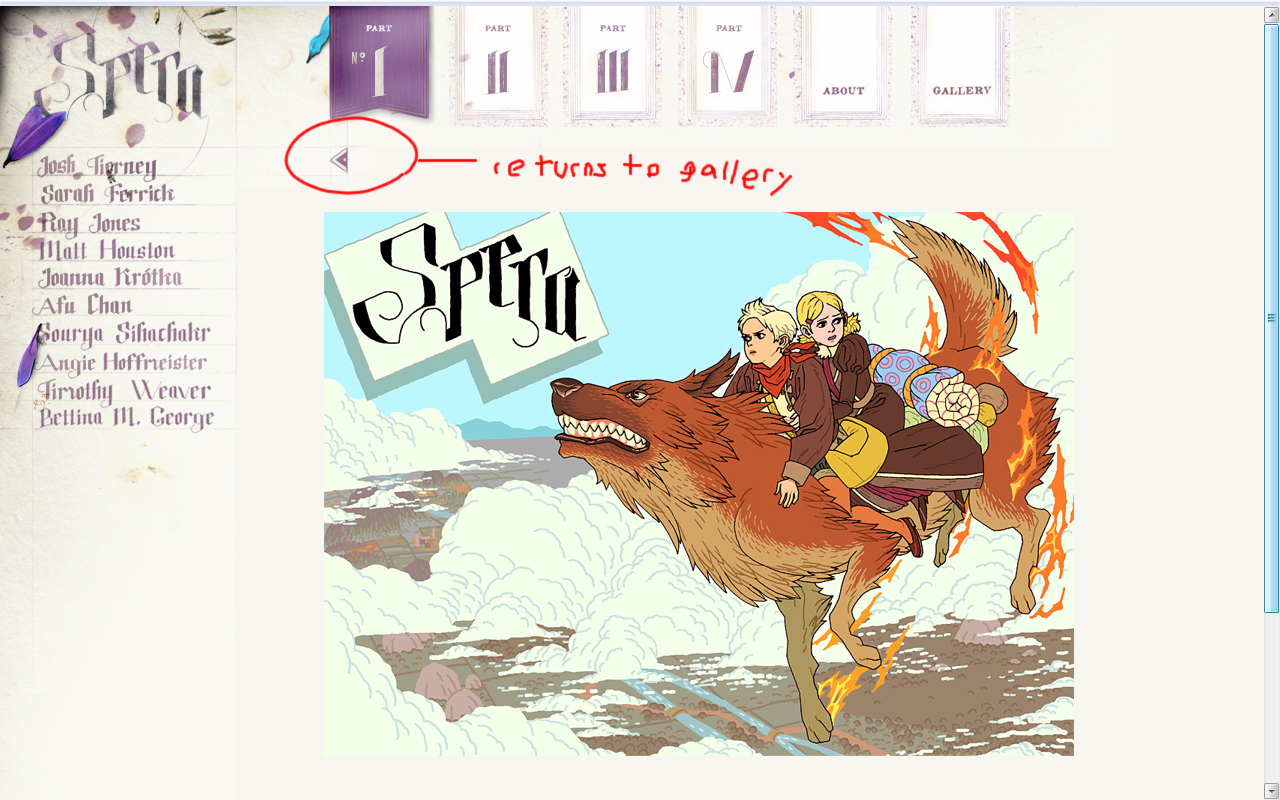 Spera
PART
Nº I
PART
II
PART
III
PART
IV
ABOUT
GALLERY
returns to gallery
Josh Tierney
Sarah Ferrick
Ray Jones
Matt Houston
Joanna Krótka
Afu Chan
Sourya Sihachakr
Angie Hoffmeister
Timothy Weaver
Bettina M. George
Spera